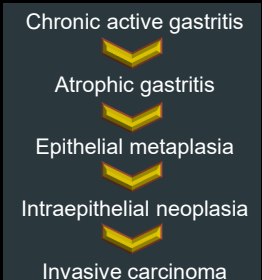 Chronic active gastritis
Atrophic gastritis
Epithelial metaplasia
Intraepithelial neoplasia
Invasive carcinoma